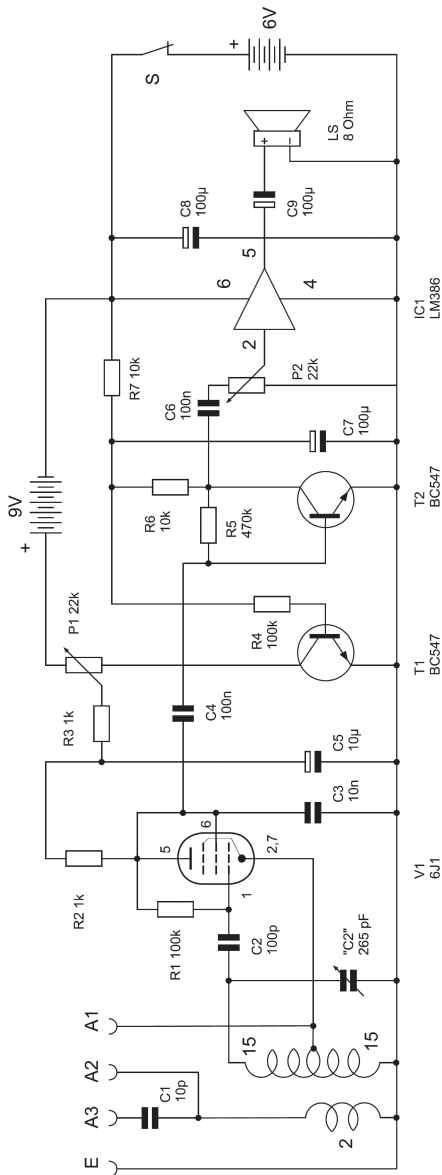 E
A3
A2
A1
C1
10p
2
15
15
"C2"
265 pF
C2
100p
R1 100k
R2 1k
5
6
1
2,7
V1
6J1
C3
10n
C5
10µ
R3 1k
P1 22k
+
9V
C4
100n
R4
100k
T1
BC547
R5
470k
R6
10k
T2
BC547
R7 10k
C6
100n
C7
100µ
P2
22k
2
6
4
5
IC1
LM386
C8
100µ
C9
100µ
+
−
LS
8 Ohm
S
+
6V